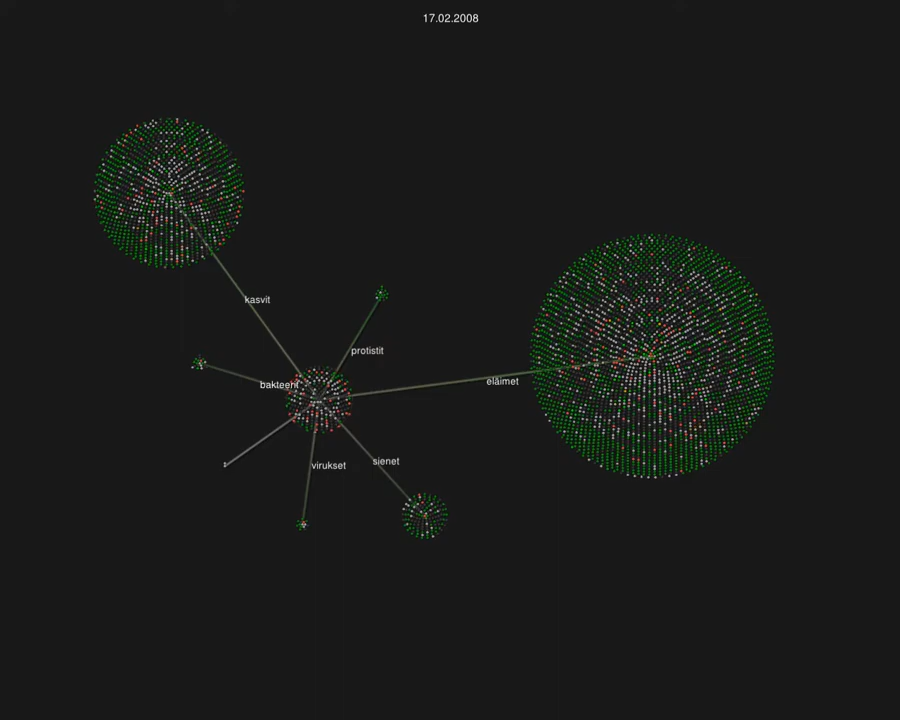 17.02.2008
kasvit
protistit
bakteerit
eläimet
sienet
virukset